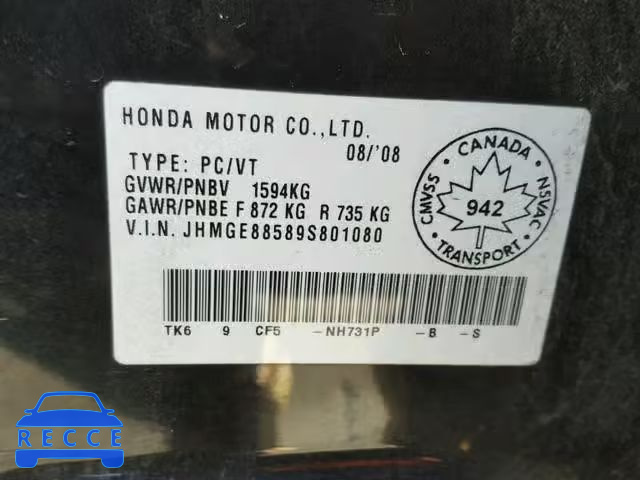 HONDA MOTOR CO.,LTD.
08/'08
TYPE: PC/VT
GVWR/PNBV 1594KG
GAWR/PNBE F 872 KG R 735 KG
V.I.N. JHMGE88589S801080
CANADA
CMVSS
NSVAC
942
TRANSPORT
TK6 9 CF5 -NH731P -B -S
RECCE